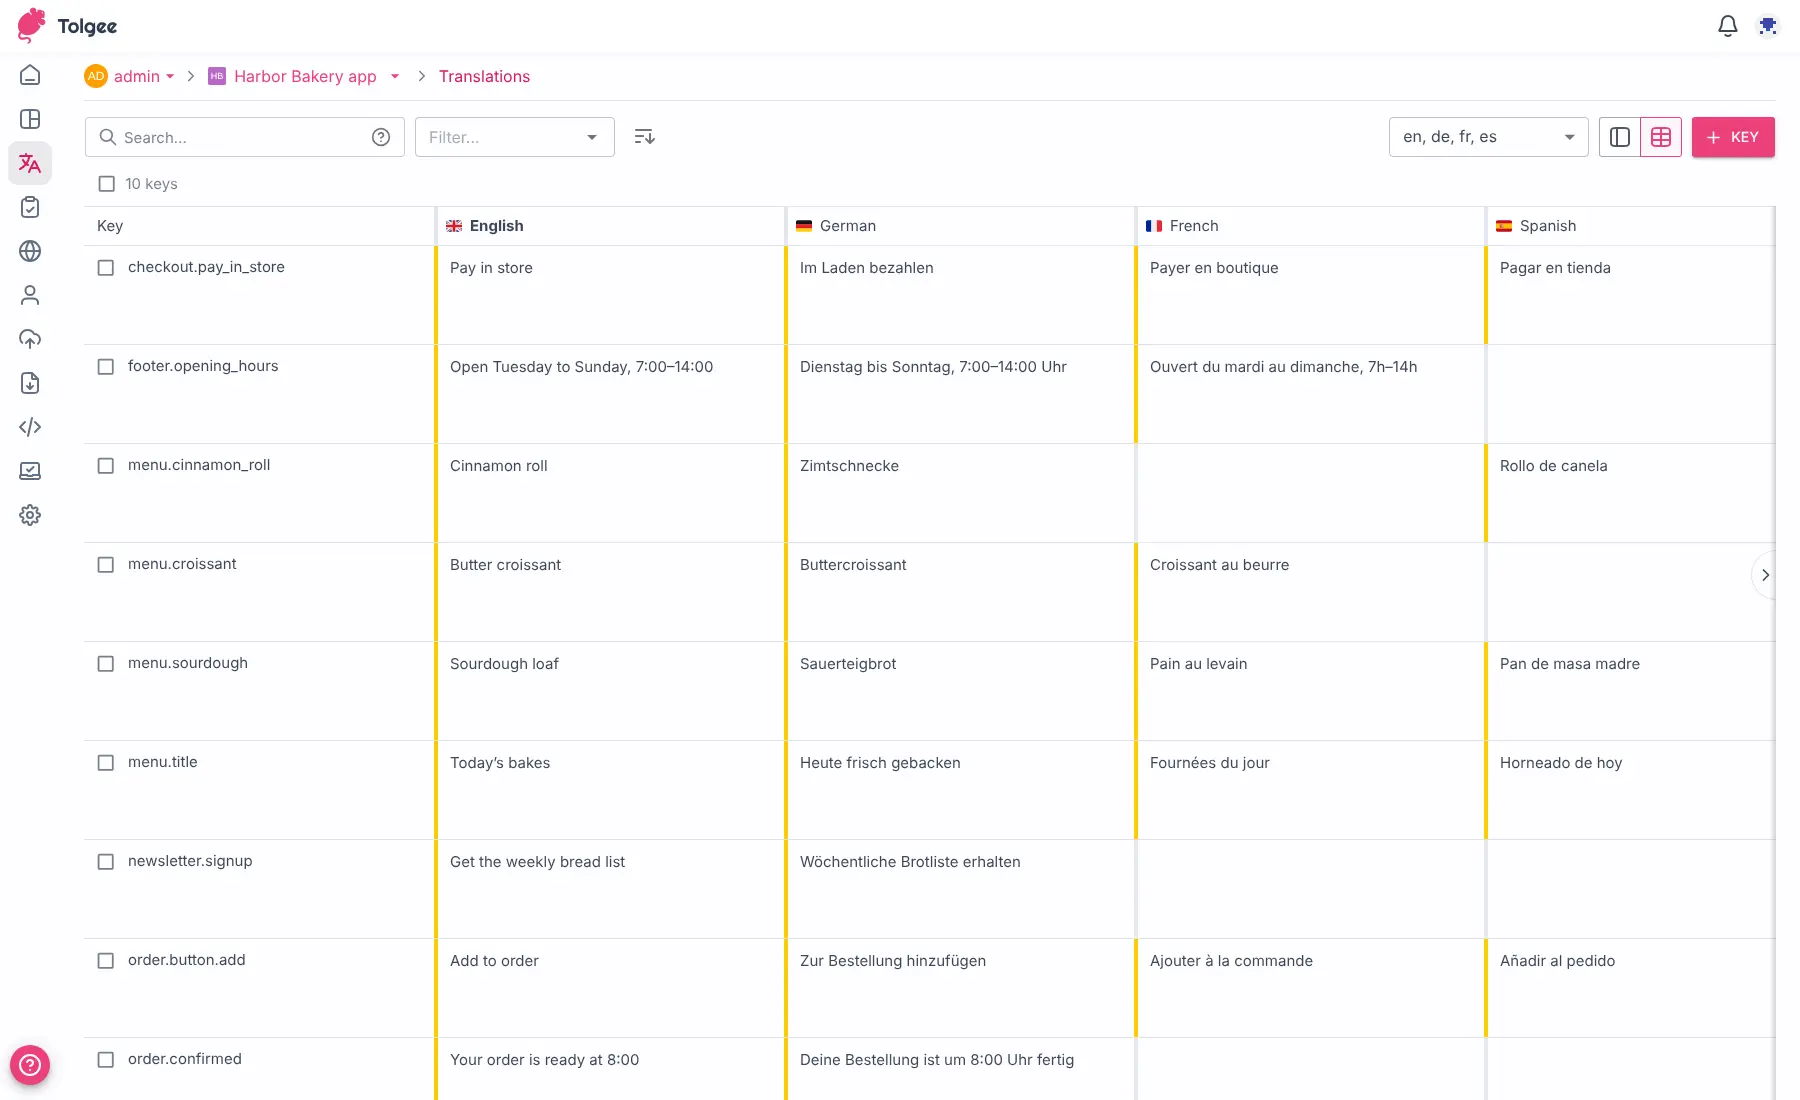 Tolgee
AD admin HB Harbor Bakery app Translations
Search... Filter... en, de, fr, es KEY
10 keys
Key English German French Spanish
checkout.pay_in_store Pay in store Im Laden bezahlen Payer en boutique Pagar en tienda
footer.opening_hours Open Tuesday to Sunday, 7:00–14:00 Dienstag bis Sonntag, 7:00–14:00 Uhr Ouvert du mardi au dimanche, 7h–14h
menu.cinnamon_roll Cinnamon roll Zimtschnecke Rollo de canela
menu.croissant Butter croissant Buttercroissant Croissant au beurre
menu.sourdough Sourdough loaf Sauerteigbrot Pain au levain Pan de masa madre
menu.title Today’s bakes Heute frisch gebacken Fournées du jour Horneado de hoy
newsletter.signup Get the weekly bread list Wöchentliche Brotliste erhalten
order.button.add Add to order Zur Bestellung hinzufügen Ajouter à la commande Añadir al pedido
order.confirmed Your order is ready at 8:00 Deine Bestellung ist um 8:00 Uhr fertig